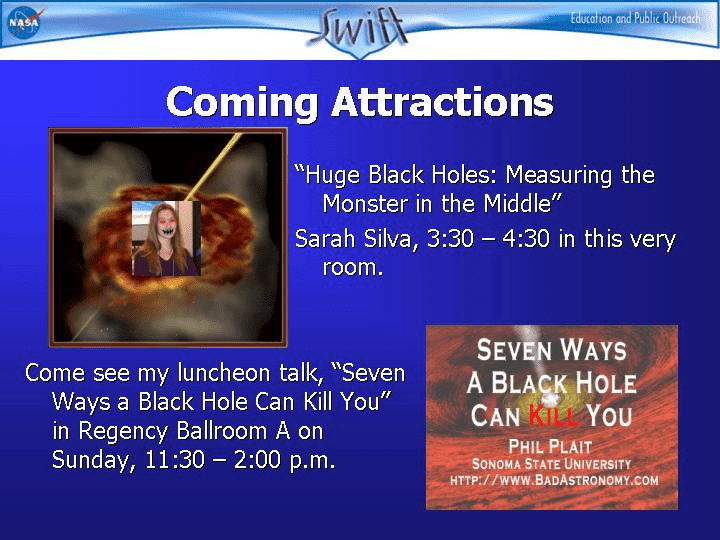 NASA
Swift
Education and Public Outreach
Coming Attractions
“Huge Black Holes: Measuring the
Monster in the Middle”
Sarah Silva, 3:30 – 4:30 in this very
room.
Come see my luncheon talk, “Seven
Ways a Black Hole Can Kill You”
in Regency Ballroom A on
Sunday, 11:30 – 2:00 p.m.
SEVEN WAYS
A BLACK HOLE
CAN KILL YOU
PHIL PLAIT
SONOMA STATE UNIVERSITY
HTTP://WWW.BADASTRONOMY.COM